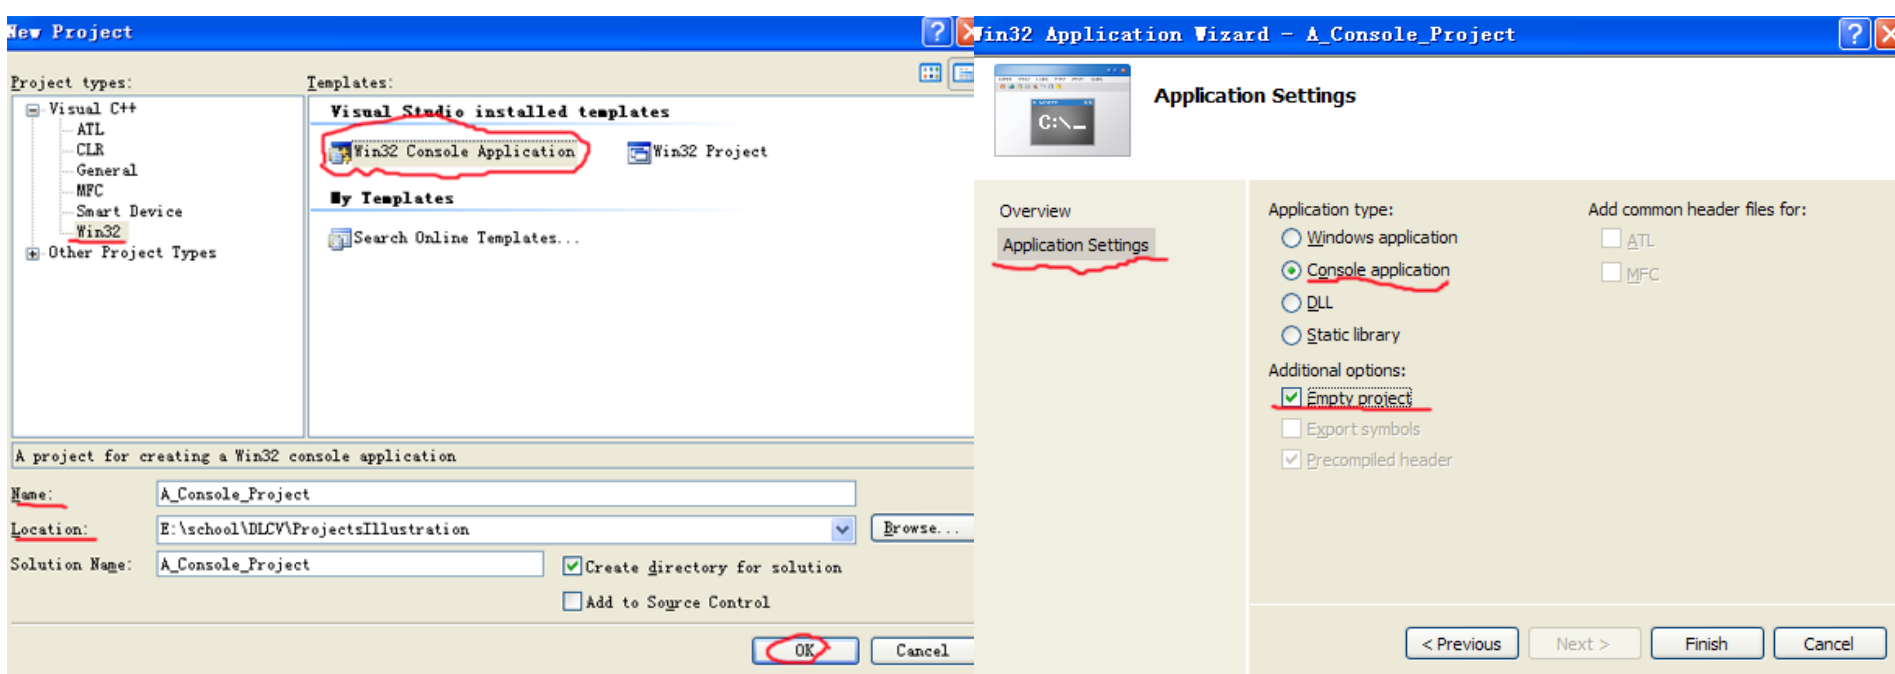 New Project
Project types:
Visual C++
ATL
CLR
General
MFC
Smart Device
Win32
Other Project Types
Templates:
Visual Studio installed templates
Win32 Console Application
Win32 Project
My Templates
Search Online Templates...
A project for creating a Win32 console application
Name:
A_Console_Project
Location:
E:\school\DLCV\ProjectsIllustration
Browse...
Solution Name:
A_Console_Project
Create directory for solution
Add to Source Control
OK
Cancel
Win32 Application Wizard - A_Console_Project
C:\_
Application Settings
Overview
Application Settings
Application type:
Windows application
Console application
DLL
Static library
Additional options:
Empty project
Export symbols
Precompiled header
Add common header files for:
ATL
MFC
< Previous
Next >
Finish
Cancel